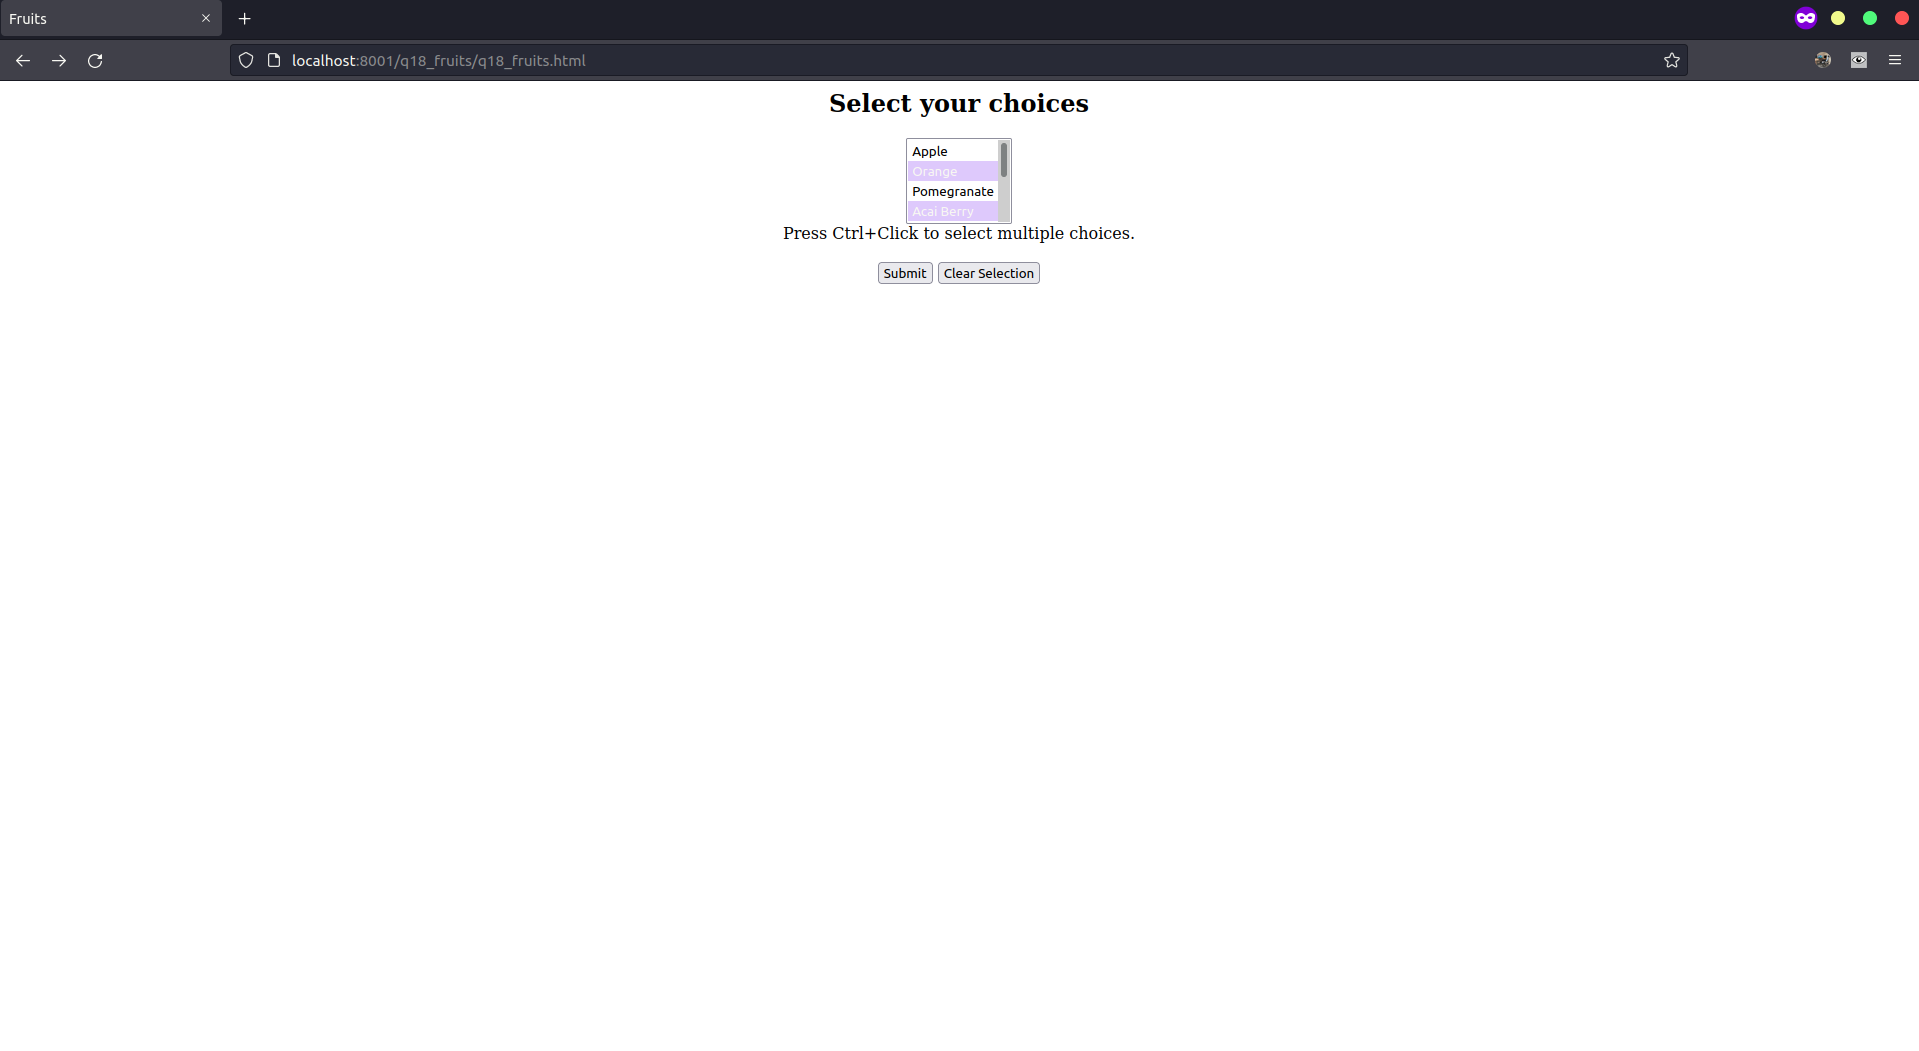 Fruits
localhost:8001/q18_fruits/q18_fruits.html
Select your choices
Apple
Orange
Pomegranate
Acai Berry
Press Ctrl+Click to select multiple choices.
Submit Clear Selection